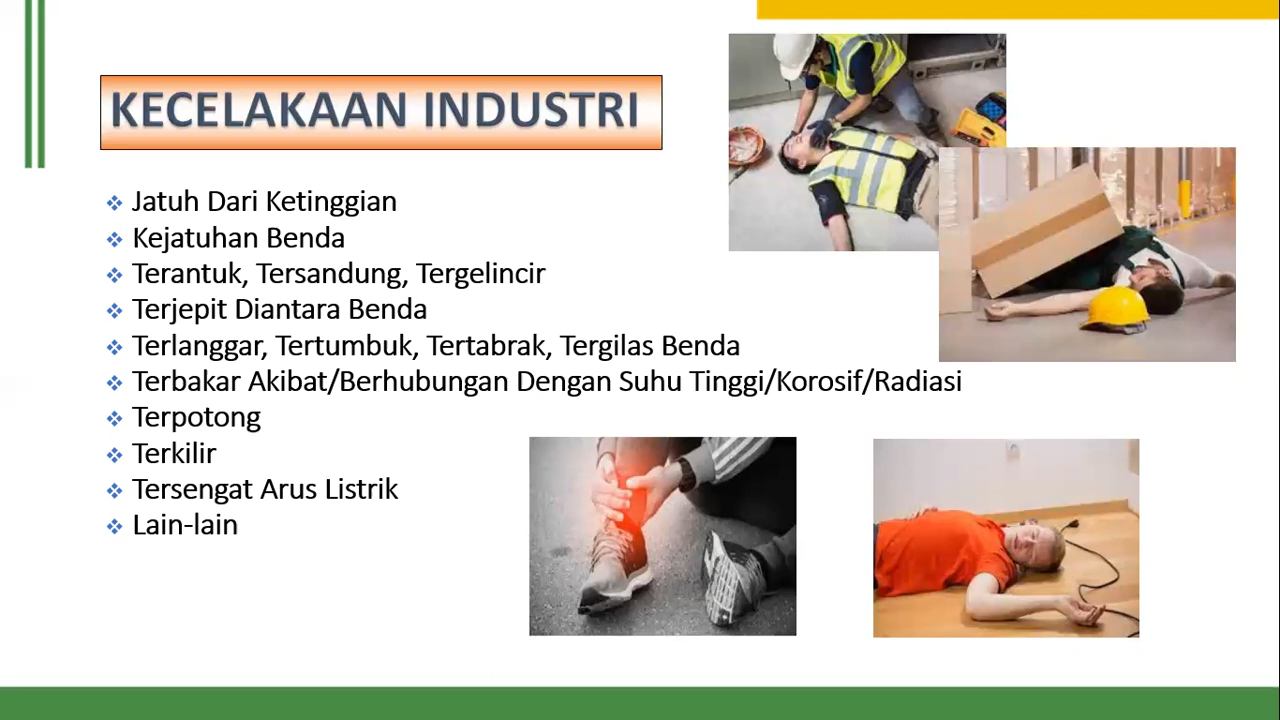 KECELAKAAN INDUSTRI
Jatuh Dari Ketinggian
Kejatuhan Benda
Terantuk, Tersandung, Tergelincir
Terjepit Diantara Benda
Terlanggar, Tertumbuk, Tertabrak, Tergilas Benda
Terbakar Akibat/Berhubungan Dengan Suhu Tinggi/Korosif/Radiasi
Terpotong
Terkilir
Tersengat Arus Listrik
Lain-lain